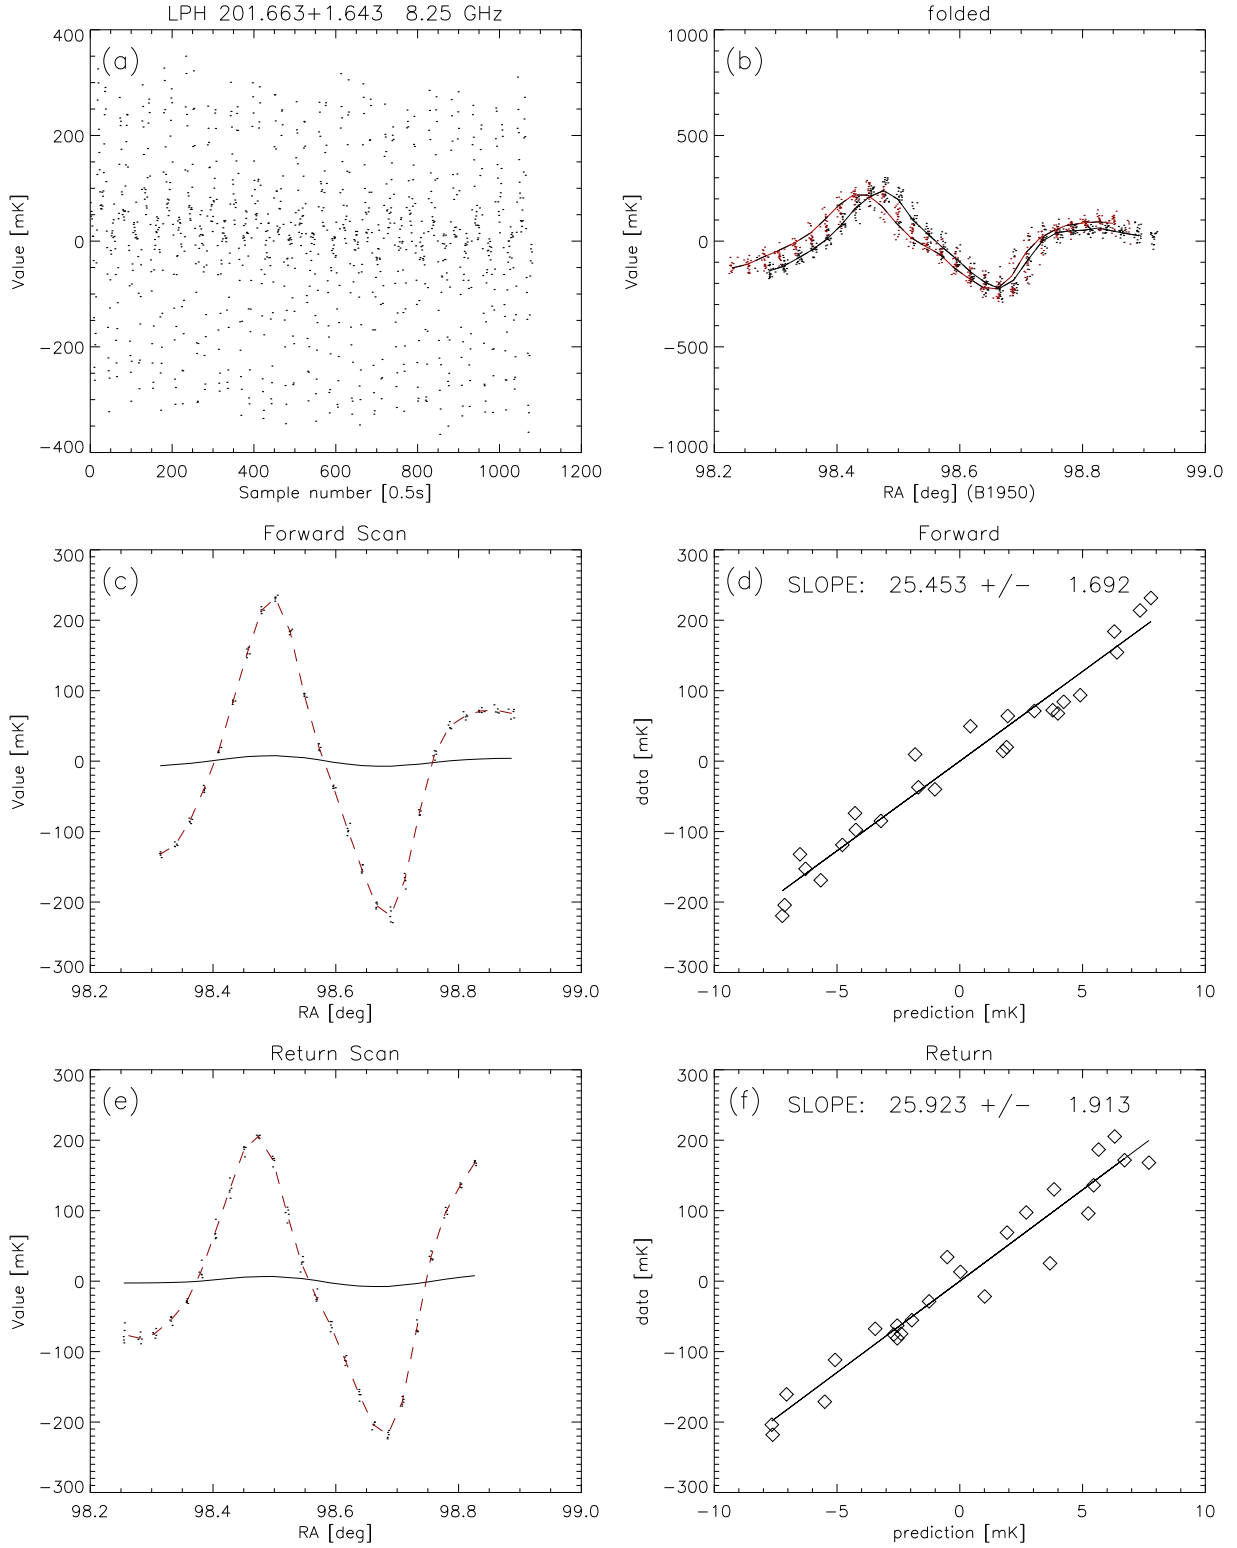 LPH 201.663+1.643 8.25 GHz
(a)
400
200
0
−200
−400
Value [mK]
0 200 400 600 800 1000 1200
Sample number [0.5s]
folded
(b)
1000
500
0
−500
−1000
Value [mK]
98.2 98.4 98.6 98.8 99.0
RA [deg] (B1950)
Forward Scan
(c)
300
200
100
0
−100
−200
−300
Value [mK]
98.2 98.4 98.6 98.8 99.0
RA [deg]
Forward
(d) SLOPE: 25.453 +/− 1.692
300
200
100
0
−100
−200
−300
data [mK]
−10 −5 0 5 10
prediction [mK]
Return Scan
(e)
300
200
100
0
−100
−200
−300
Value [mK]
98.2 98.4 98.6 98.8 99.0
RA [deg]
Return
(f) SLOPE: 25.923 +/− 1.913
300
200
100
0
−100
−200
−300
data [mK]
−10 −5 0 5 10
prediction [mK]